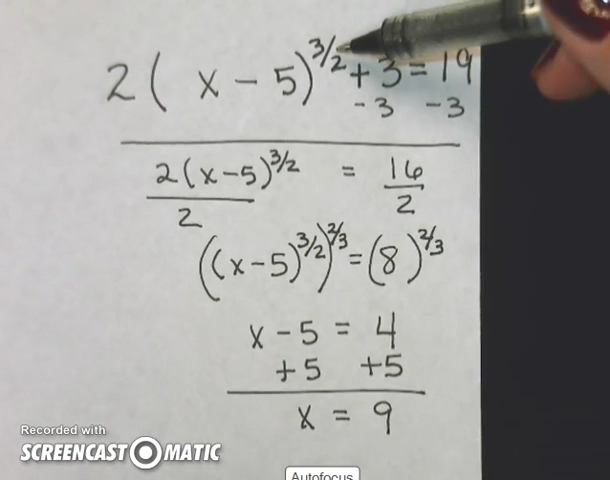 2(x-5)^3/2 + 3 = 19
-3 -3
2(x-5)^3/2 = 16
2 2
((x-5)^3/2)^2/3 = (8)^2/3
x-5 = 4
+5 +5
x = 9
Recorded with
SCREENCAST MATIC
Autofocus